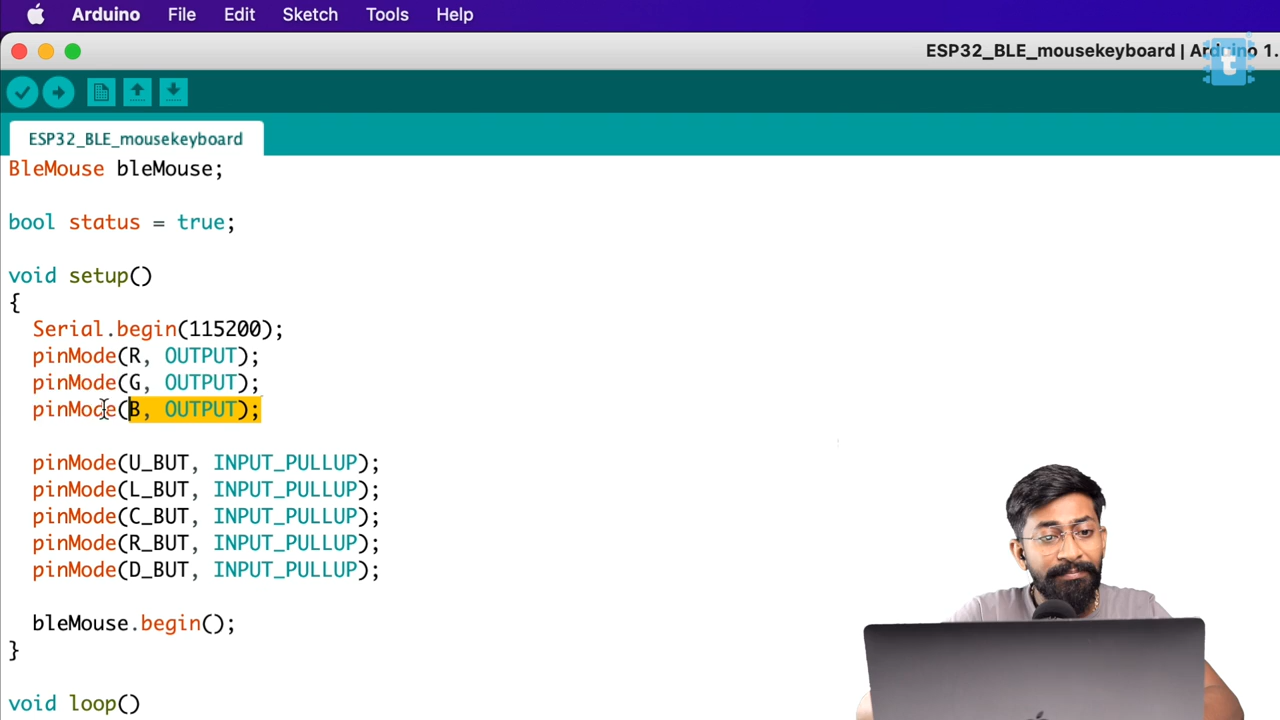 Arduino File Edit Sketch Tools Help
ESP32_BLE_mousekeyboard | Arduino 1.
t
ESP32_BLE_mousekeyboard
BleMouse bleMouse;
bool status = true;
void setup()
{
Serial.begin(115200);
pinMode(R, OUTPUT);
pinMode(G, OUTPUT);
pinMode(B, OUTPUT);
pinMode(U_BUT, INPUT_PULLUP);
pinMode(L_BUT, INPUT_PULLUP);
pinMode(C_BUT, INPUT_PULLUP);
pinMode(R_BUT, INPUT_PULLUP);
pinMode(D_BUT, INPUT_PULLUP);
bleMouse.begin();
}
void loop()